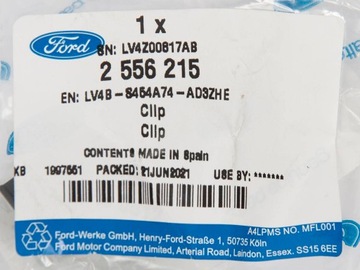 1 x
Ford
SN: LV4Z00617AB
2 556 215
EN: LV4B-S454A74-AD3ZHE
Clip
Clip
CONTENTS MADE IN Spain
XB 1997551 PACKED: 21JUN2021 USE BY: *******
A4LPMS NO. MFL001
Ford-Werke GmbH, Henry-Ford-Straße 1, 50735 Köln
Ford Motor Company Limited, Arterial Road, Laindon, Essex. SS15 6EE